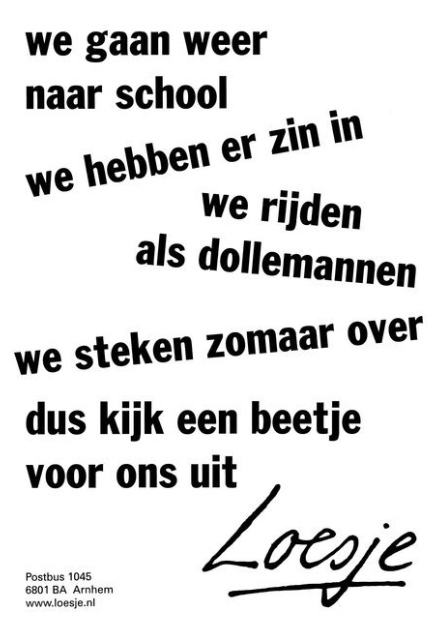 we gaan weer
naar school
we hebben er zin in
we rijden
als dollemannen
we steken zomaar over
dus kijk een beetje
voor ons uit
Loesje
Postbus 1045
6801 BA Arnhem
www.loesje.nl